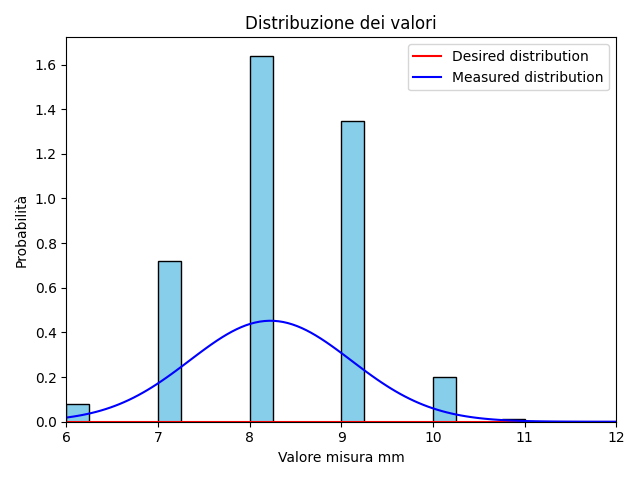 Distribuzione dei valori
Desired distribution
Measured distribution
Probabilità
1.6
1.4
1.2
1.0
0.8
0.6
0.4
0.2
0.0
6 7 8 9 10 11 12
Valore misura mm